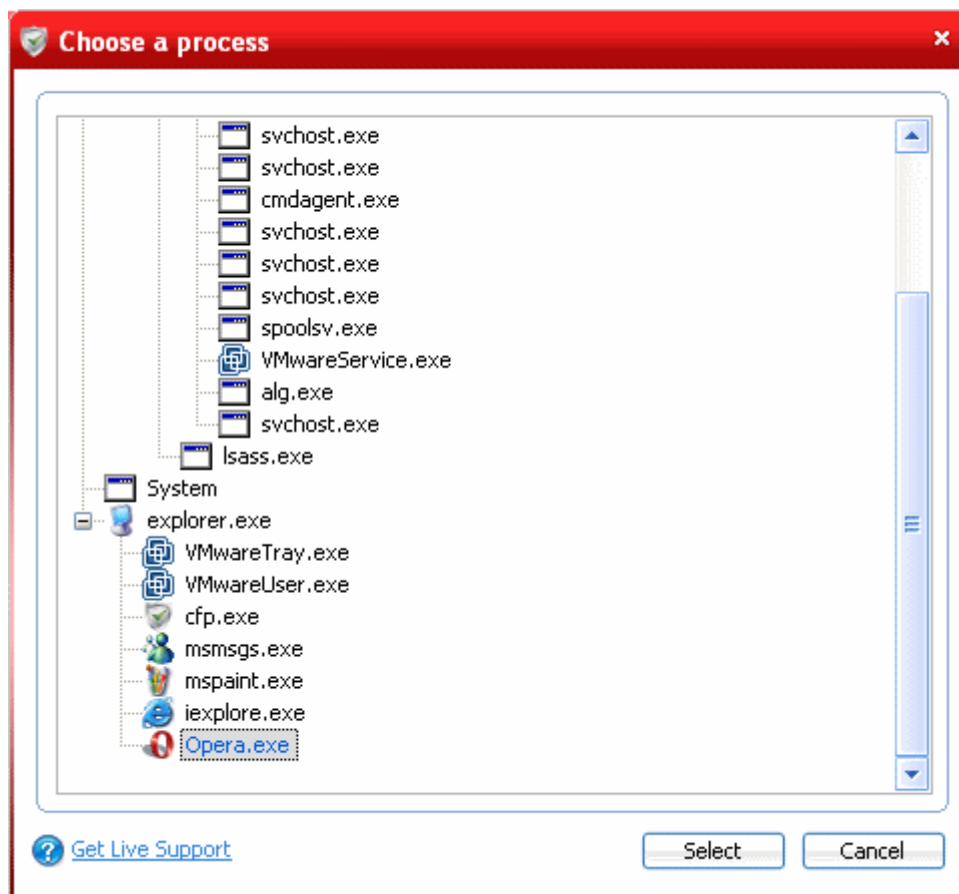 Choose a process
svchost.exe
svchost.exe
cmdagent.exe
svchost.exe
svchost.exe
svchost.exe
spoolsv.exe
VMwareService.exe
alg.exe
svchost.exe
lsass.exe
System
explorer.exe
VMwareTray.exe
VMwareUser.exe
cfp.exe
msmsgs.exe
mspaint.exe
iexplore.exe
Opera.exe
Get Live Support
Select
Cancel